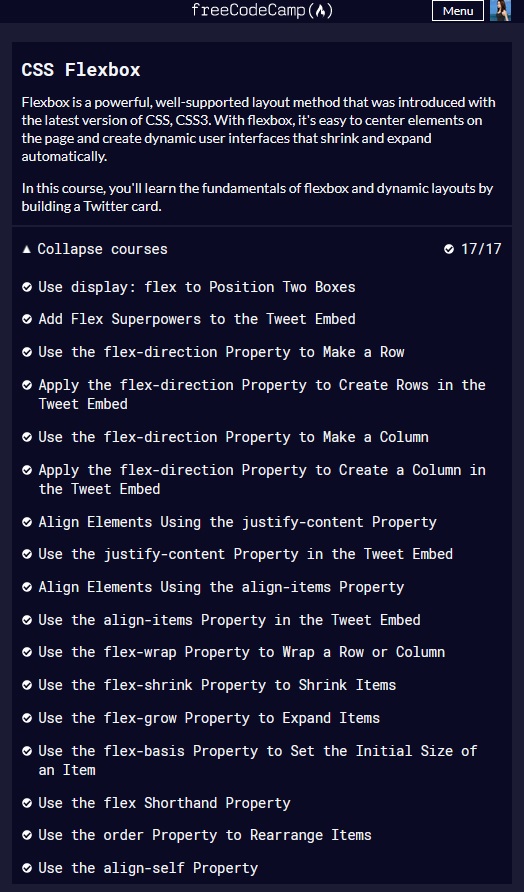 freeCodeCamp
Menu
CSS Flexbox
Flexbox is a powerful, well-supported layout method that was introduced with
the latest version of CSS, CSS3. With flexbox, it's easy to center elements on
the page and create dynamic user interfaces that shrink and expand
automatically.
In this course, you'll learn the fundamentals of flexbox and dynamic layouts by
building a Twitter card.
Collapse courses 17/17
Use display: flex to Position Two Boxes
Add Flex Superpowers to the Tweet Embed
Use the flex-direction Property to Make a Row
Apply the flex-direction Property to Create Rows in the
Tweet Embed
Use the flex-direction Property to Make a Column
Apply the flex-direction Property to Create a Column in
the Tweet Embed
Align Elements Using the justify-content Property
Use the justify-content Property in the Tweet Embed
Align Elements Using the align-items Property
Use the align-items Property in the Tweet Embed
Use the flex-wrap Property to Wrap a Row or Column
Use the flex-shrink Property to Shrink Items
Use the flex-grow Property to Expand Items
Use the flex-basis Property to Set the Initial Size of
an Item
Use the flex Shorthand Property
Use the order Property to Rearrange Items
Use the align-self Property